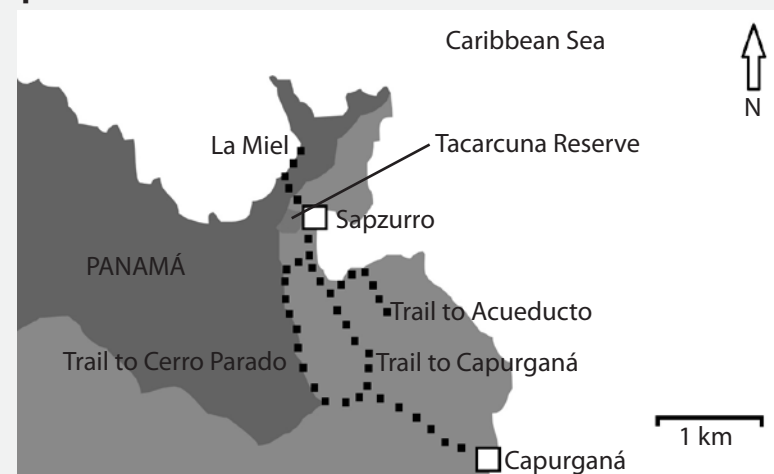 Caribbean Sea
N
La Miel
Tacarcuna Reserve
Sapzurro
PANAMÁ
Trail to Acueducto
Trail to Cerro Parado
Trail to Capurganá
1 km
Capurganá